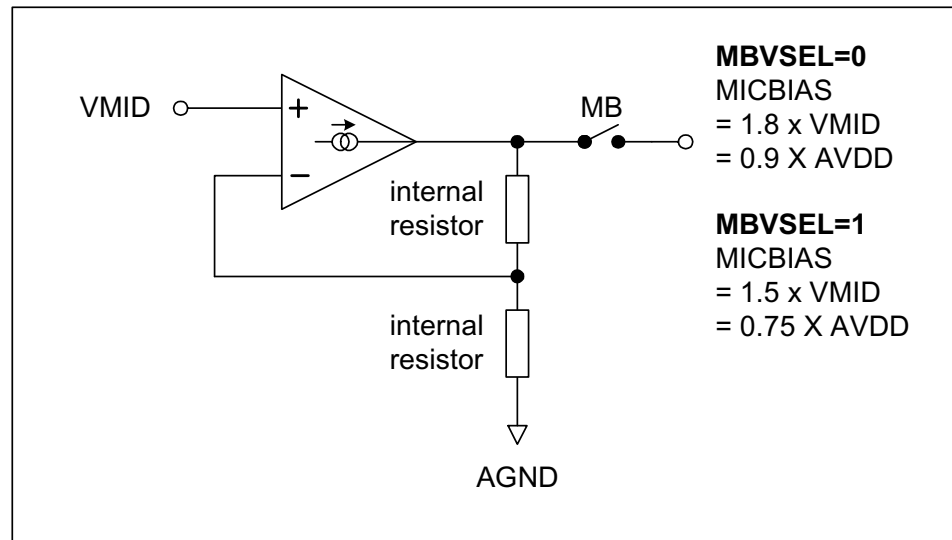 VMID
+
−
MB
internal
resistor
internal
resistor
AGND
MBVSEL=0
MICBIAS
= 1.8 x VMID
= 0.9 X AVDD
MBVSEL=1
MICBIAS
= 1.5 x VMID
= 0.75 X AVDD